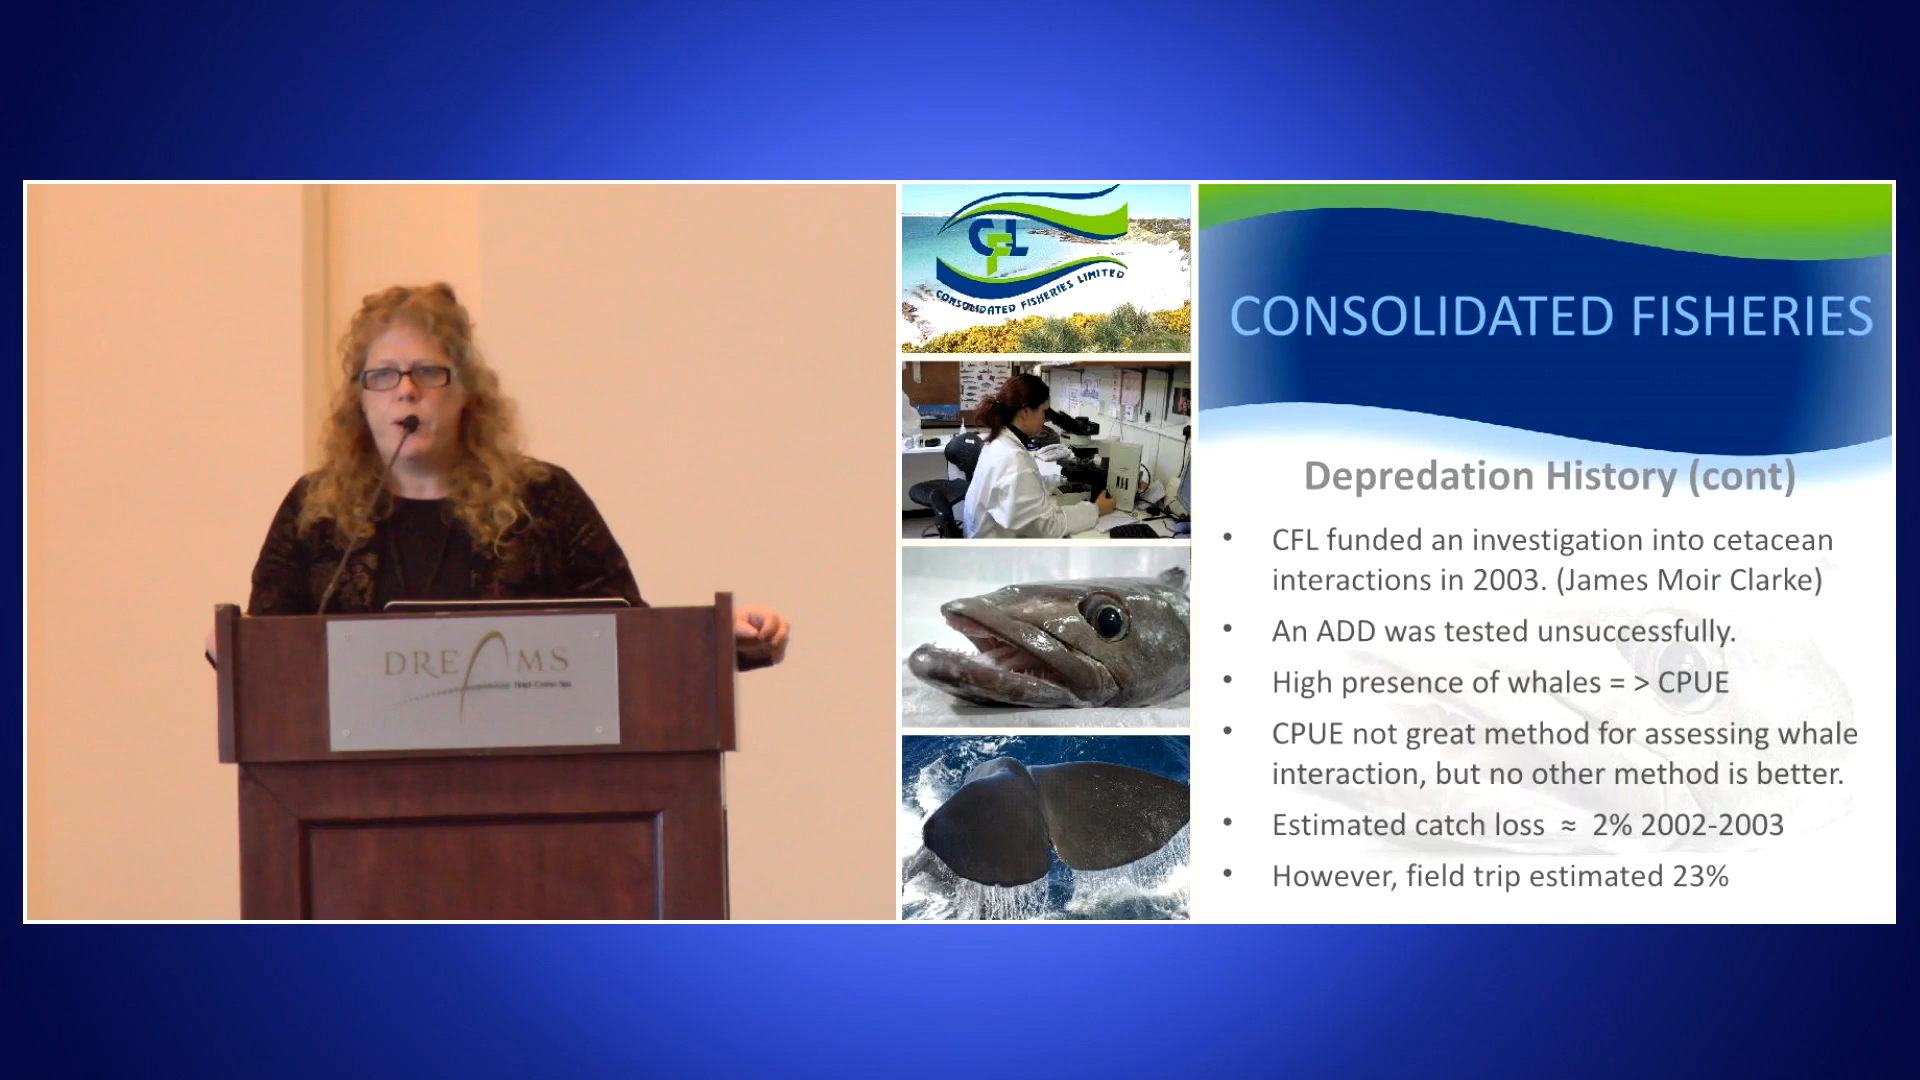 DREAMS
Hotel Casino Spa
CFL
CONSOLIDATED FISHERIES LIMITED
CONSOLIDATED FISHERIES
Depredation History (cont)
• CFL funded an investigation into cetacean
interactions in 2003. (James Moir Clarke)
• An ADD was tested unsuccessfully.
• High presence of whales = > CPUE
• CPUE not great method for assessing whale
interaction, but no other method is better.
• Estimated catch loss ≈ 2% 2002-2003
• However, field trip estimated 23%